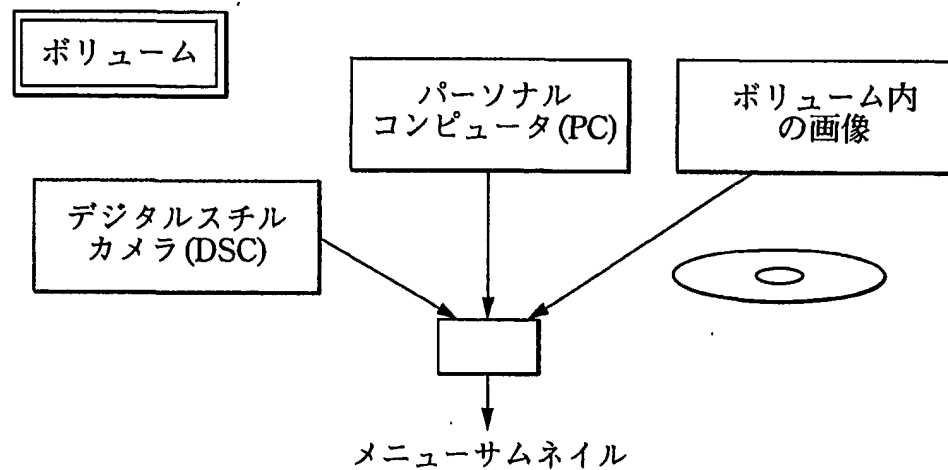 ボリューム
パーソナル
コンピュータ(PC)
ボリューム内
の画像
デジタルスチル
カメラ(DSC)
メニューサムネイル